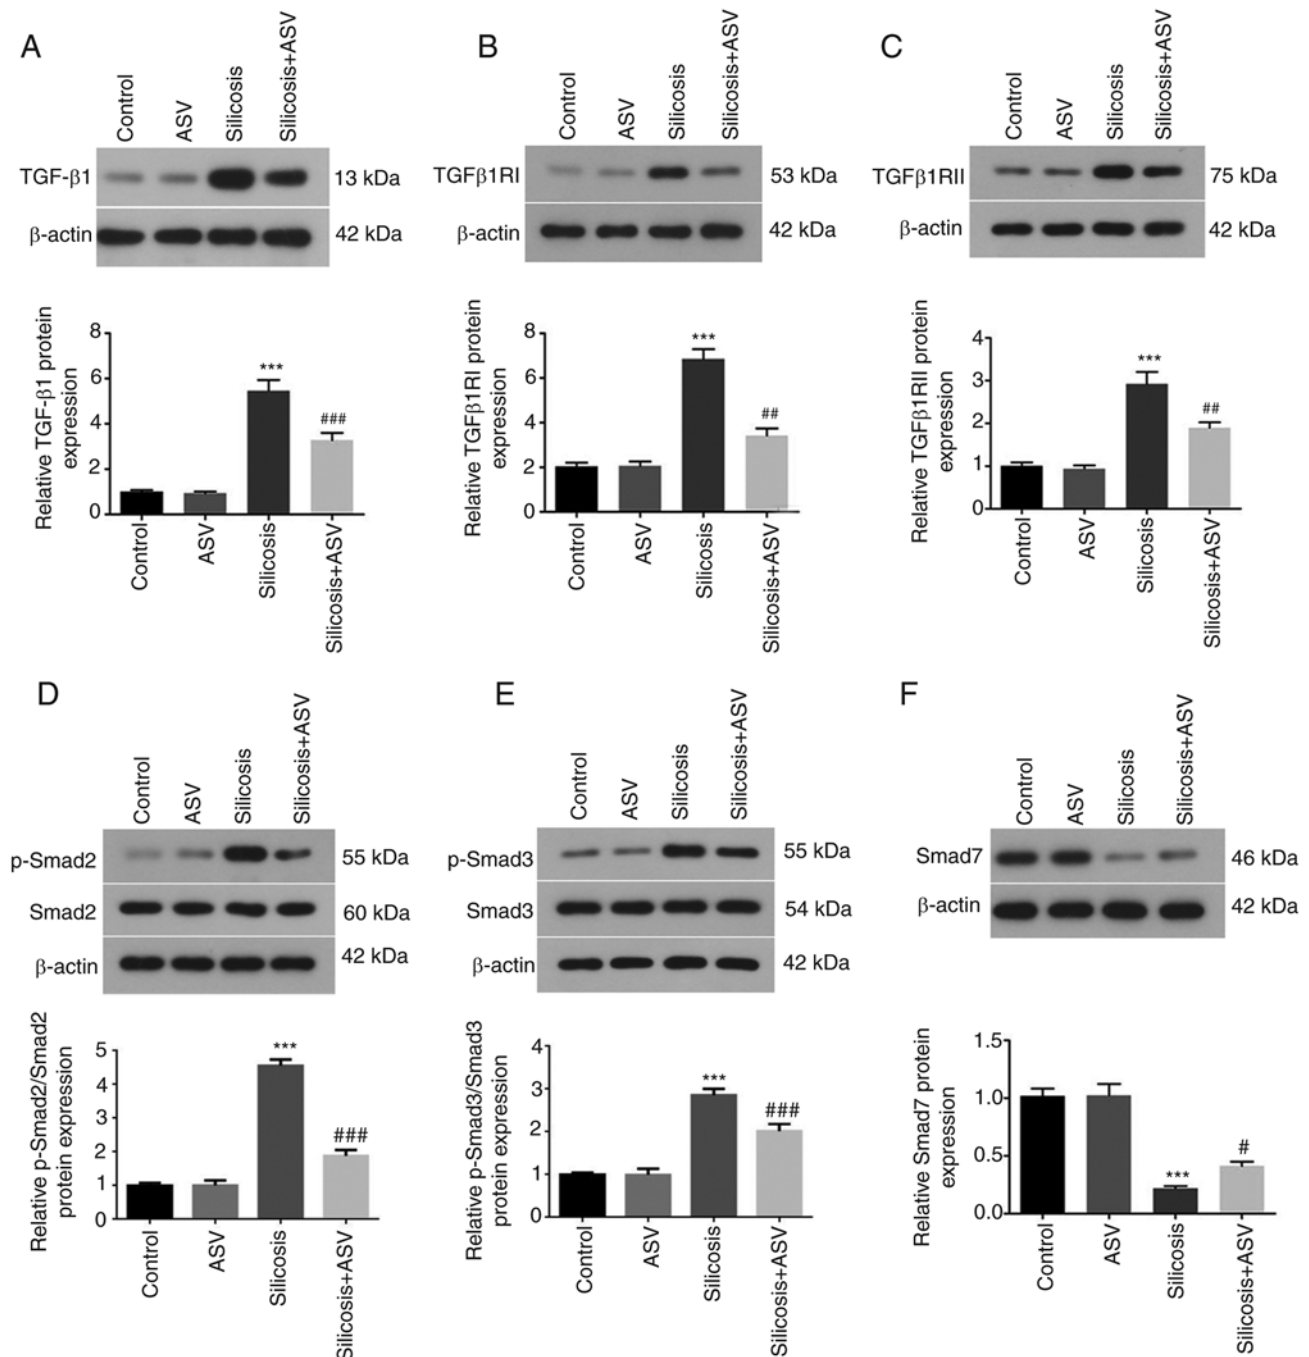 A
Control
ASV
Silicosis
Silicosis+ASV
TGF-β1
13 kDa
β-actin
42 kDa
Relative TGF-β1 protein
expression
8
6
4
2
0
***
###
Control
ASV
Silicosis
Silicosis+ASV
B
Control
ASV
Silicosis
Silicosis+ASV
TGFβ1RI
53 kDa
β-actin
42 kDa
Relative TGFβ1RI protein
expression
8
6
4
2
0
***
##
Control
ASV
Silicosis
Silicosis+ASV
C
Control
ASV
Silicosis
Silicosis+ASV
TGFβ1RII
75 kDa
β-actin
42 kDa
Relative TGFβ1RII protein
expression
4
3
2
1
0
***
##
Control
ASV
Silicosis
Silicosis+ASV
D
Control
ASV
Silicosis
Silicosis+ASV
p-Smad2
55 kDa
Smad2
60 kDa
β-actin
42 kDa
Relative p-Smad2/Smad2
protein expression
5
4
3
2
1
0
***
###
Control
ASV
Silicosis
Silicosis+ASV
E
Control
ASV
Silicosis
Silicosis+ASV
p-Smad3
55 kDa
Smad3
54 kDa
β-actin
42 kDa
Relative p-Smad3/Smad3
protein expression
4
3
2
1
0
***
###
Control
ASV
Silicosis
Silicosis+ASV
F
Control
ASV
Silicosis
Silicosis+ASV
Smad7
46 kDa
β-actin
42 kDa
Relative Smad7 protein
expression
1.5
1.0
0.5
0.0
***
#
Control
ASV
Silicosis
Silicosis+ASV